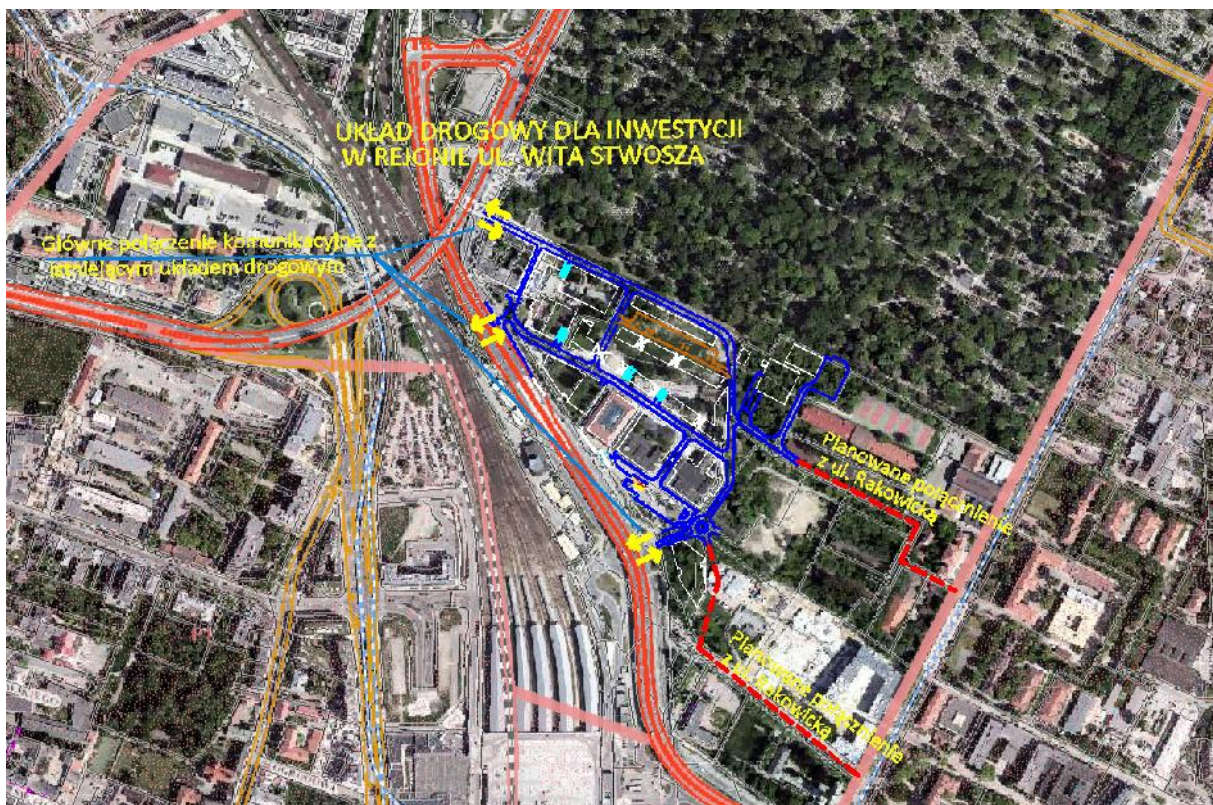 UKŁAD DROGOWY DLA INWESTYCJI
W REJONIE UL. WITA STWOSZA
Główne połączenie komunikacyjne z
istniejącym układem drogowym
Planowane połączenie
z ul. Rakowicką
Planowane połączenie
z ul. Rakowicką